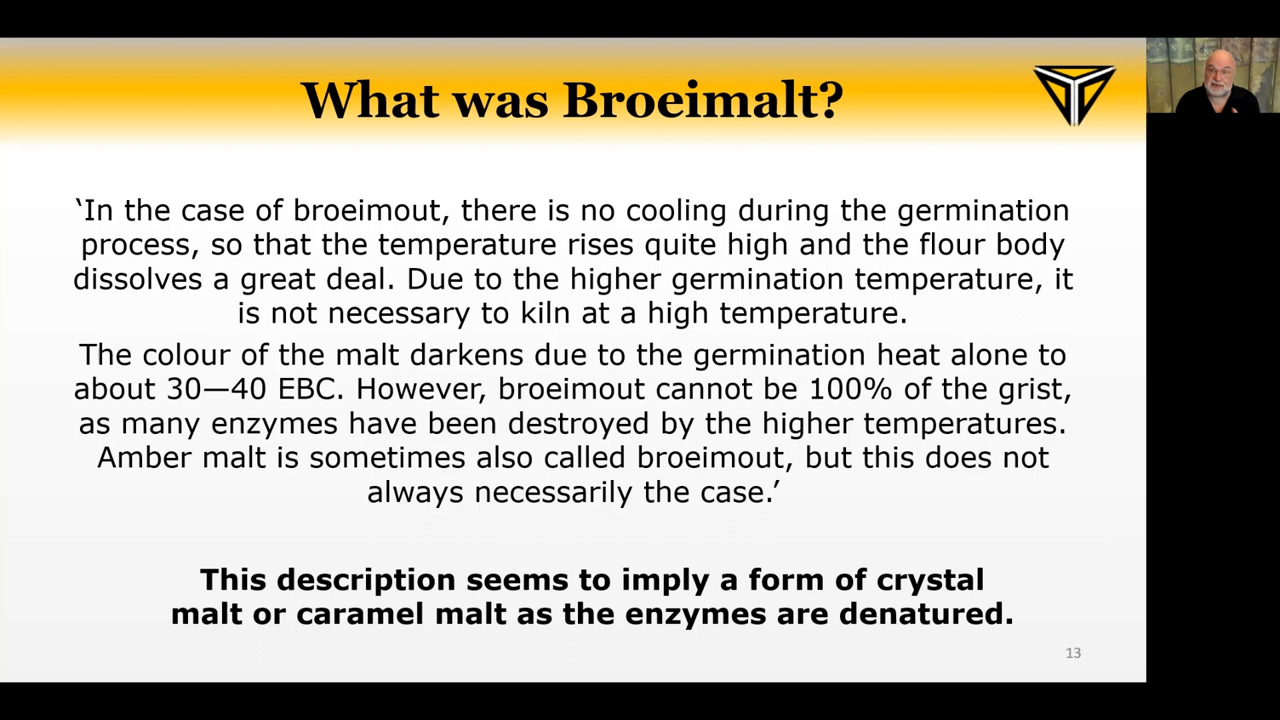 What was Broeimalt?
‘In the case of broeimout, there is no cooling during the germination
process, so that the temperature rises quite high and the flour body
dissolves a great deal. Due to the higher germination temperature, it
is not necessary to kiln at a high temperature.
The colour of the malt darkens due to the germination heat alone to
about 30—40 EBC. However, broeimout cannot be 100% of the grist,
as many enzymes have been destroyed by the higher temperatures.
Amber malt is sometimes also called broeimout, but this does not
always necessarily the case.’
This description seems to imply a form of crystal
malt or caramel malt as the enzymes are denatured.
13